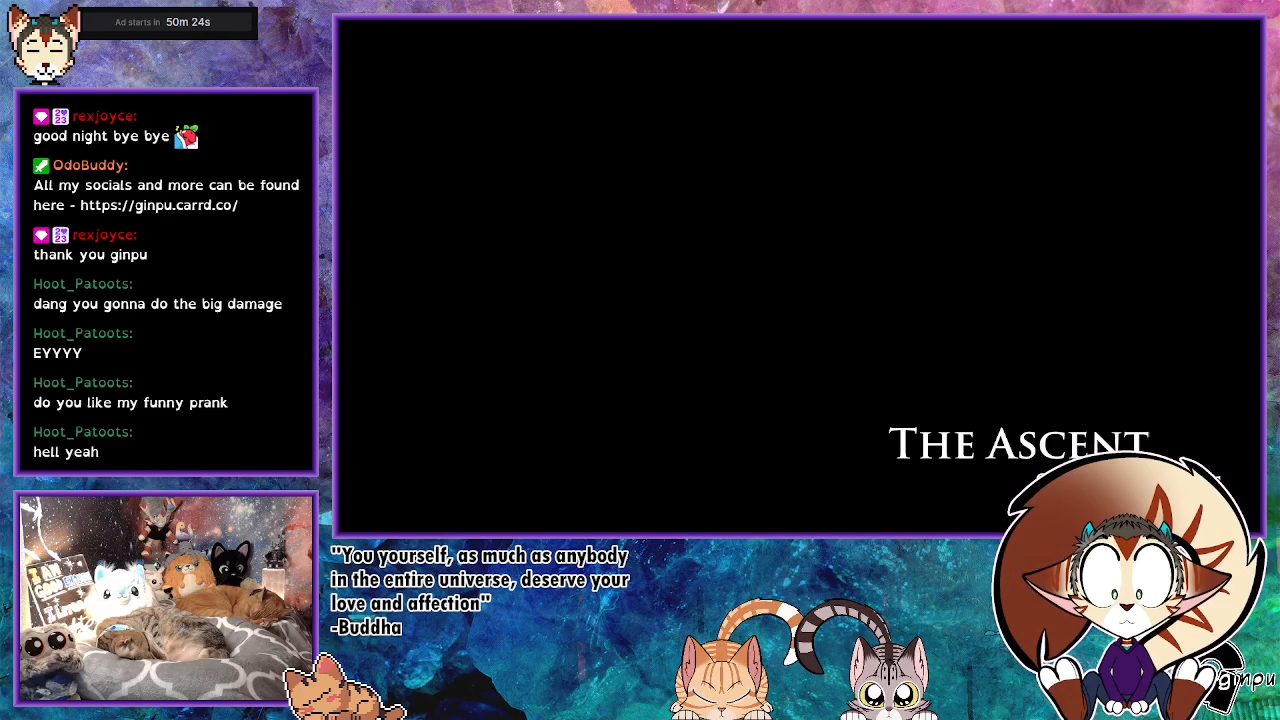 Ad starts in 50m 24s
rexjoyce:
good night bye bye
OdoBuddy:
All my socials and more can be found
here - https://ginpu.carrd.co/
rexjoyce:
thank you ginpu
Hoot_Patoots:
dang you gonna do the big damage
Hoot_Patoots:
EYYYY
Hoot_Patoots:
do you like my funny prank
Hoot_Patoots:
hell yeah
THE ASCENT
I AM
"You yourself, as much as anybody
in the entire universe, deserve your
love and affection"
-Buddha
ginpu